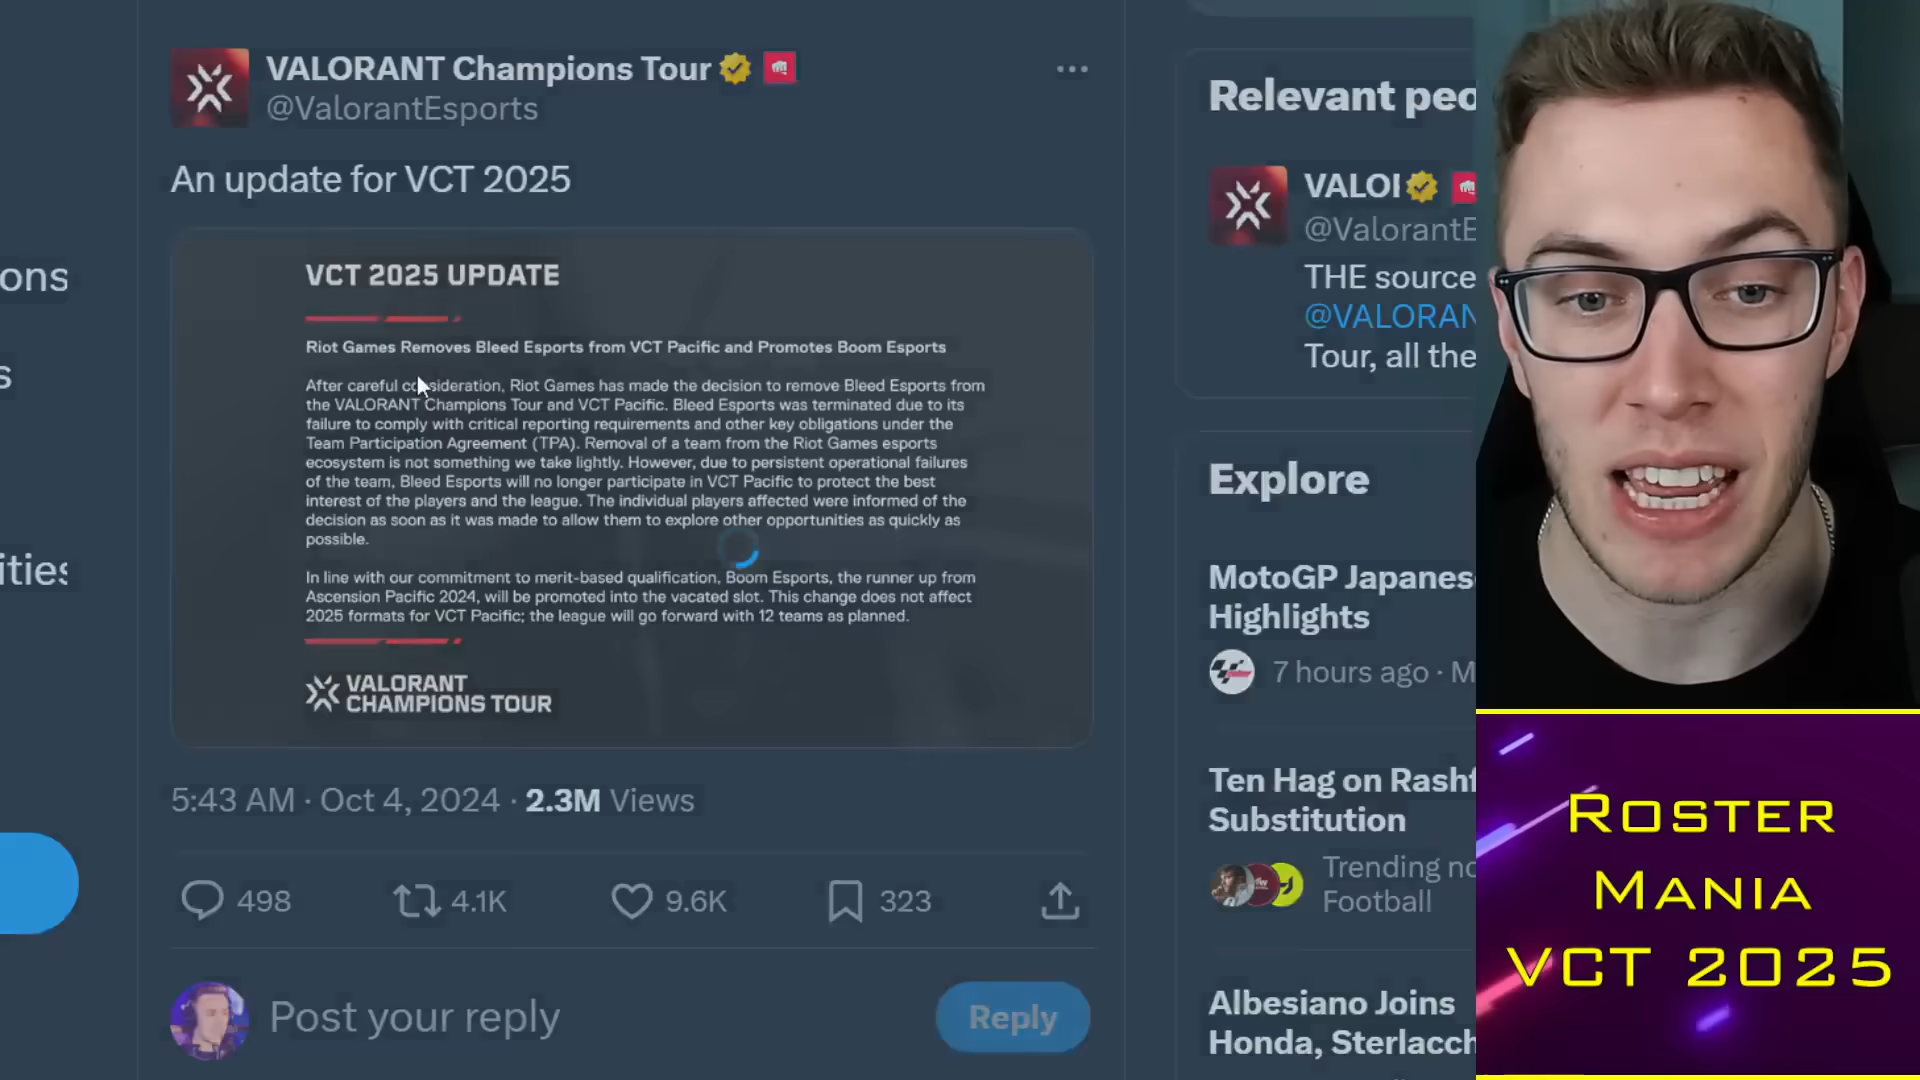 VALORANT Champions Tour
@ValorantEsports
An update for VCT 2025
VCT 2025 UPDATE
Riot Games Removes Bleed Esports from VCT Pacific and Promotes Boom Esports
After careful consideration, Riot Games has made the decision to remove Bleed Esports from
the VALORANT Champions Tour and VCT Pacific. Bleed Esports was terminated due to its
failure to comply with critical reporting requirements and other key obligations under the
Team Participation Agreement (TPA). Removal of a team from the Riot Games esports
ecosystem is not something we take lightly. However, due to persistent operational failures
of the team, Bleed Esports will no longer participate in VCT Pacific to protect the best
interest of the players and the league. The individual players affected were informed of the
decision as soon as it was made to allow them to explore other opportunities as quickly as
possible.
In line with our commitment to merit-based qualification, Boom Esports, the runner up from
Ascension Pacific 2024, will be promoted into the vacated slot. This change does not affect
2025 formats for VCT Pacific; the league will go forward with 12 teams as planned.
VALORANT
CHAMPIONS TOUR
5:43 AM · Oct 4, 2024 · 2.3M Views
498 4.1K 9.6K 323
Post your reply
Reply
ons
s
ities
Relevant peo
VALOR
@ValorantE
THE source
@VALORAN
Tour, all the
Explore
MotoGP Japanes
Highlights
7 hours ago · M
Ten Hag on Rashf
Substitution
Trending no
Football
Albesiano Joins
Honda, Sterlacch
ROSTER
MANIA
VCT 2025